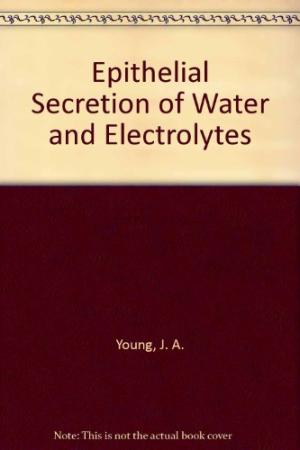 Epithelial
Secretion of Water
and Electrolytes
Young, J. A.
Note: This is not the actual book cover